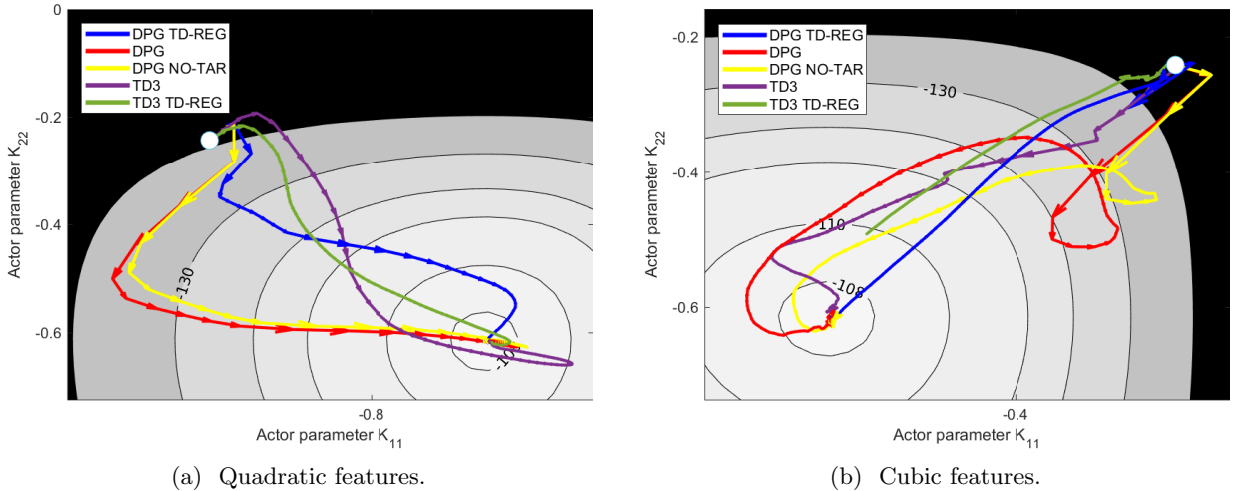 0
-0.2
-0.4
-0.6
Actor parameter K22
DPG TD-REG
DPG
DPG NO-TAR
TD3
TD3 TD-REG
-130
-0.8
Actor parameter K11
(a) Quadratic features.
-0.2
-0.4
-0.6
Actor parameter K22
DPG TD-REG
DPG
DPG NO-TAR
TD3
TD3 TD-REG
-130
-110
-108
-0.4
Actor parameter K11
(b) Cubic features.